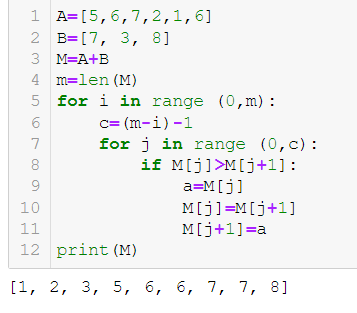 1 A=[5,6,7,2,1,6]
2 B=[7, 3, 8]
3 M=A+B
4 m=len(M)
5 for i in range (0,m):
6     c=(m-i)-1
7     for j in range (0,c):
8         if M[j]>M[j+1]:
9             a=M[j]
10             M[j]=M[j+1]
11             M[j+1]=a
12 print(M)
[1, 2, 3, 5, 6, 6, 7, 7, 8]